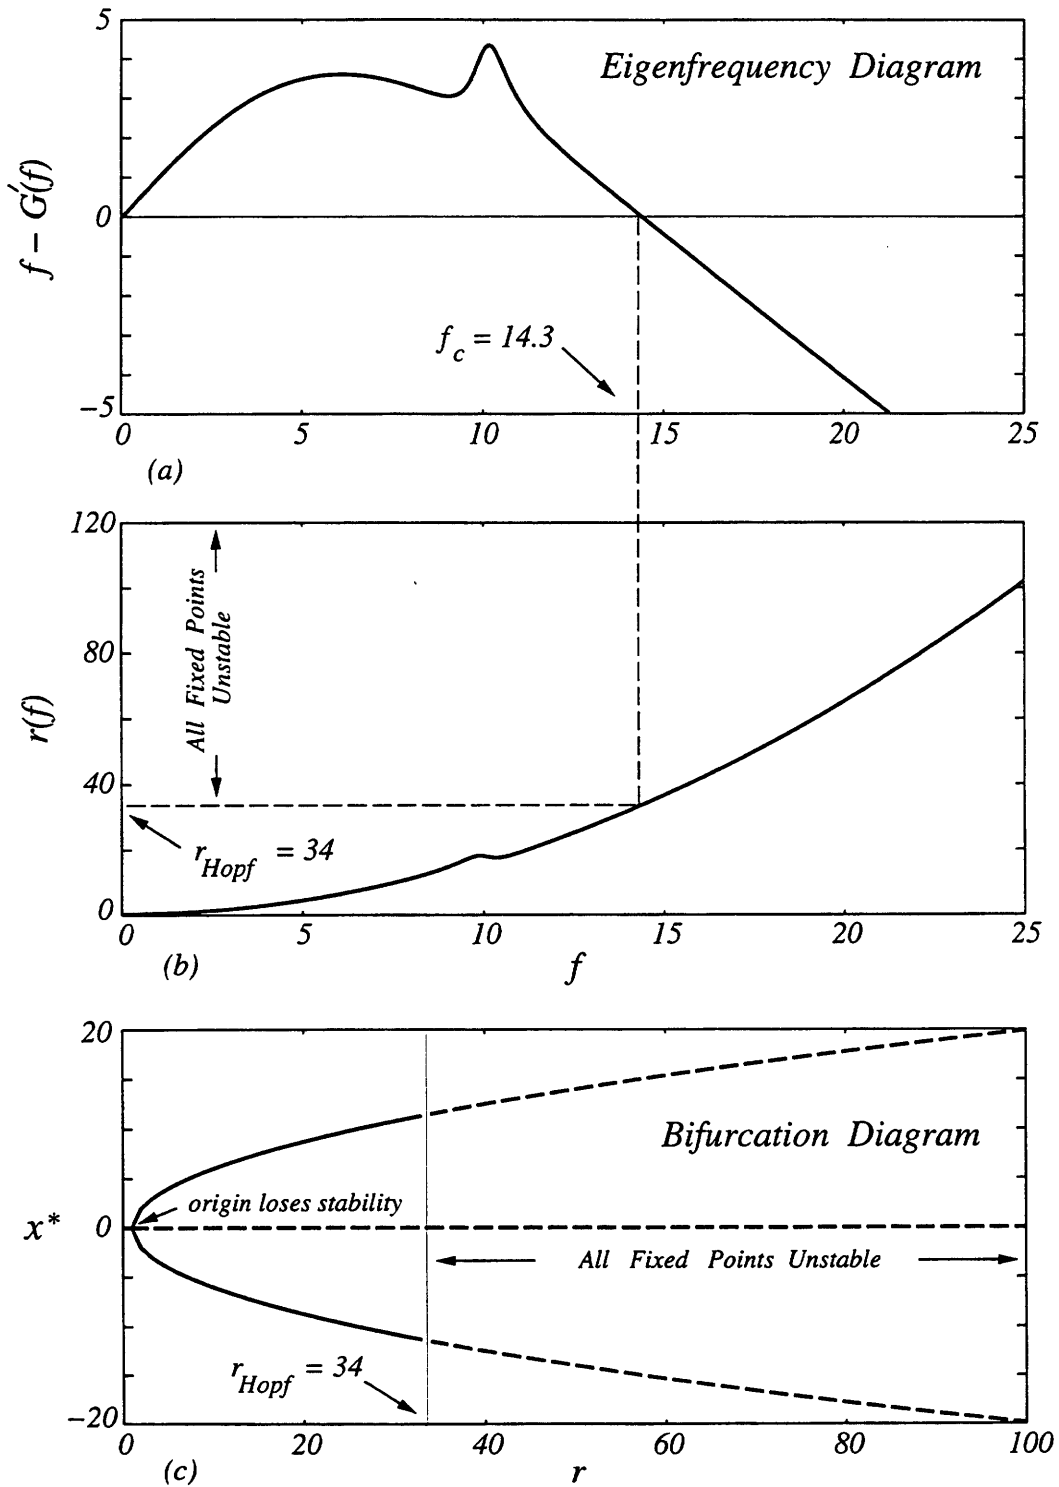 5
Eigenfrequency Diagram
f – G′(f)
0
f_c = 14.3
–5
0 5 10 15 20 25
(a)
120
All Fixed Points
Unstable
80
r(f)
40
r_Hopf = 34
0
0 5 10 15 20 25
(b) f
20
Bifurcation Diagram
origin loses stability
x* 0
All Fixed Points Unstable
r_Hopf = 34
–20
0 20 40 60 80 100
(c) r